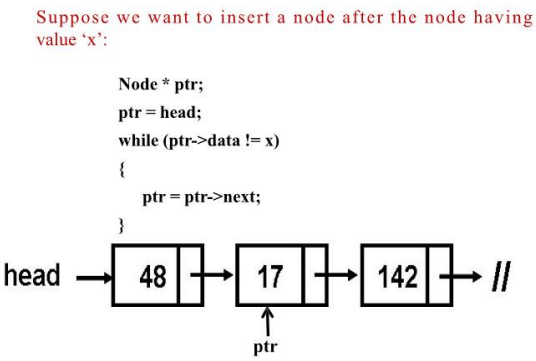 Suppose we want to insert a node after the node having
value ‘x’:
Node * ptr;
ptr = head;
while (ptr->data != x)
{
ptr = ptr->next;
}
head 48 17 142 //
ptr